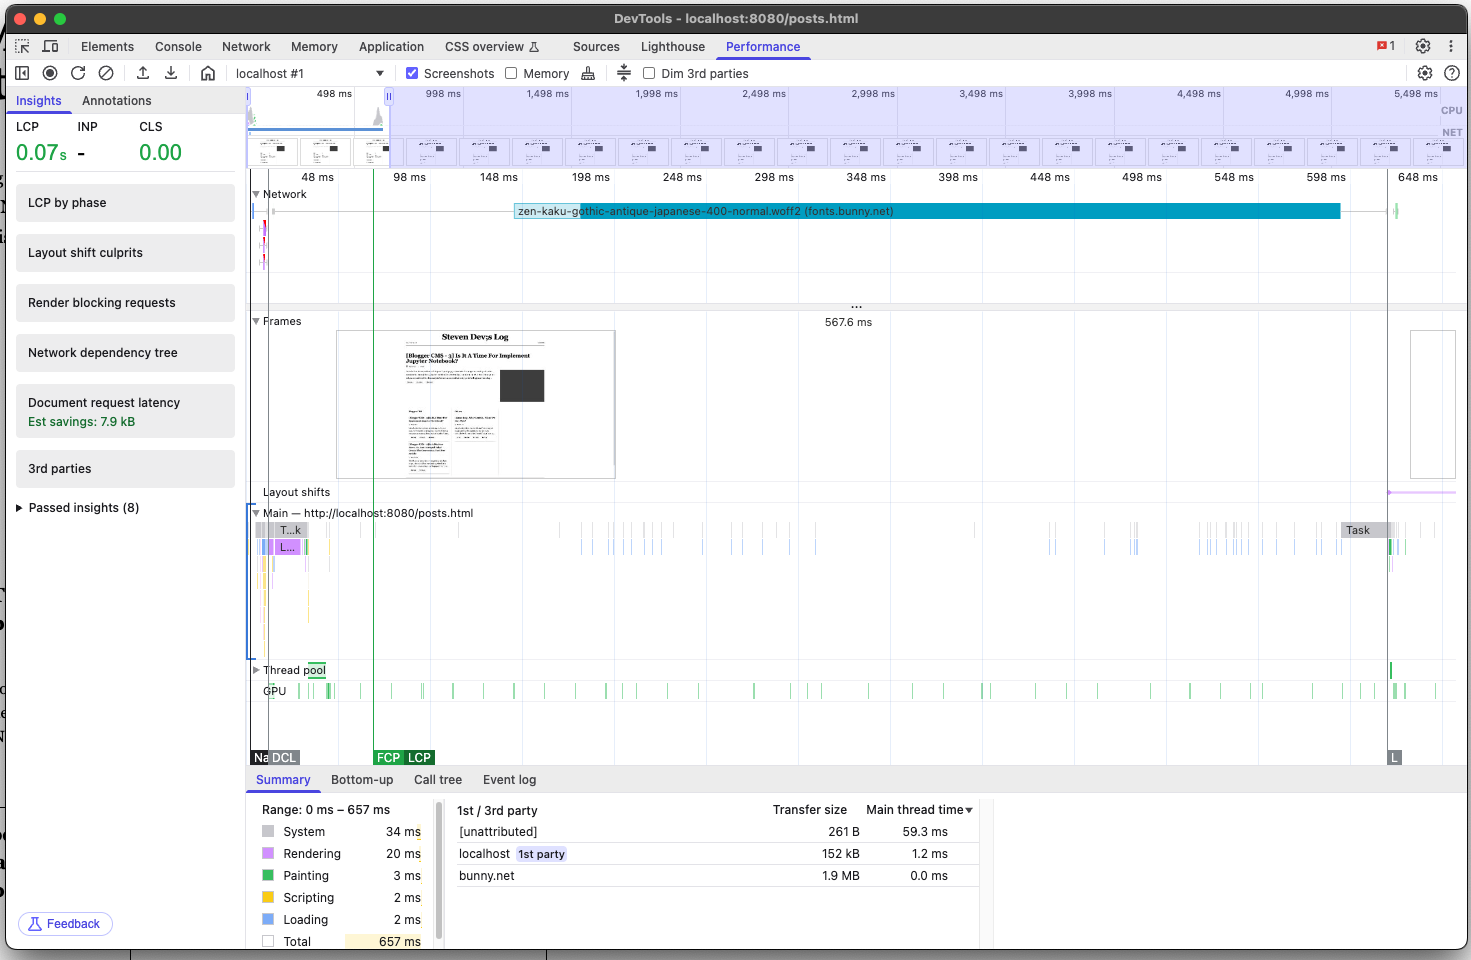 DevTools - localhost:8080/posts.html
Elements Console Network Memory Application CSS overview Sources Lighthouse Performance 1
localhost #1 Screenshots Memory Dim 3rd parties
Insights Annotations
LCP INP CLS
0.07s - 0.00
LCP by phase
Layout shift culprits
Render blocking requests
Network dependency tree
Document request latency
Est savings: 7.9 kB
3rd parties
Passed insights (8)
Feedback
498 ms 998 ms 1,498 ms 1,998 ms 2,498 ms 2,998 ms 3,498 ms 3,998 ms 4,498 ms 4,998 ms 5,498 ms
CPU
NET
48 ms 98 ms 148 ms 198 ms 248 ms 298 ms 348 ms 398 ms 448 ms 498 ms 548 ms 598 ms 648 ms
Network
zen-kaku-gothic-antique-japanese-400-normal.woff2 (fonts.bunny.net)
Frames
567.6 ms
Steven Dev;s Log
[Blogger CMS - 3] Is It A Time For Implement
Jupyter Notebook?
Layout shifts
Main — http://localhost:8080/posts.html
T...k Task
L...
Thread pool
GPU
Na DCL FCP LCP L
Summary Bottom-up Call tree Event log
Range: 0 ms – 657 ms
System 34 ms
Rendering 20 ms
Painting 3 ms
Scripting 2 ms
Loading 2 ms
Total 657 ms
1st / 3rd party Transfer size Main thread time
[unattributed] 261 B 59.3 ms
localhost 1st party 152 kB 1.2 ms
bunny.net 1.9 MB 0.0 ms